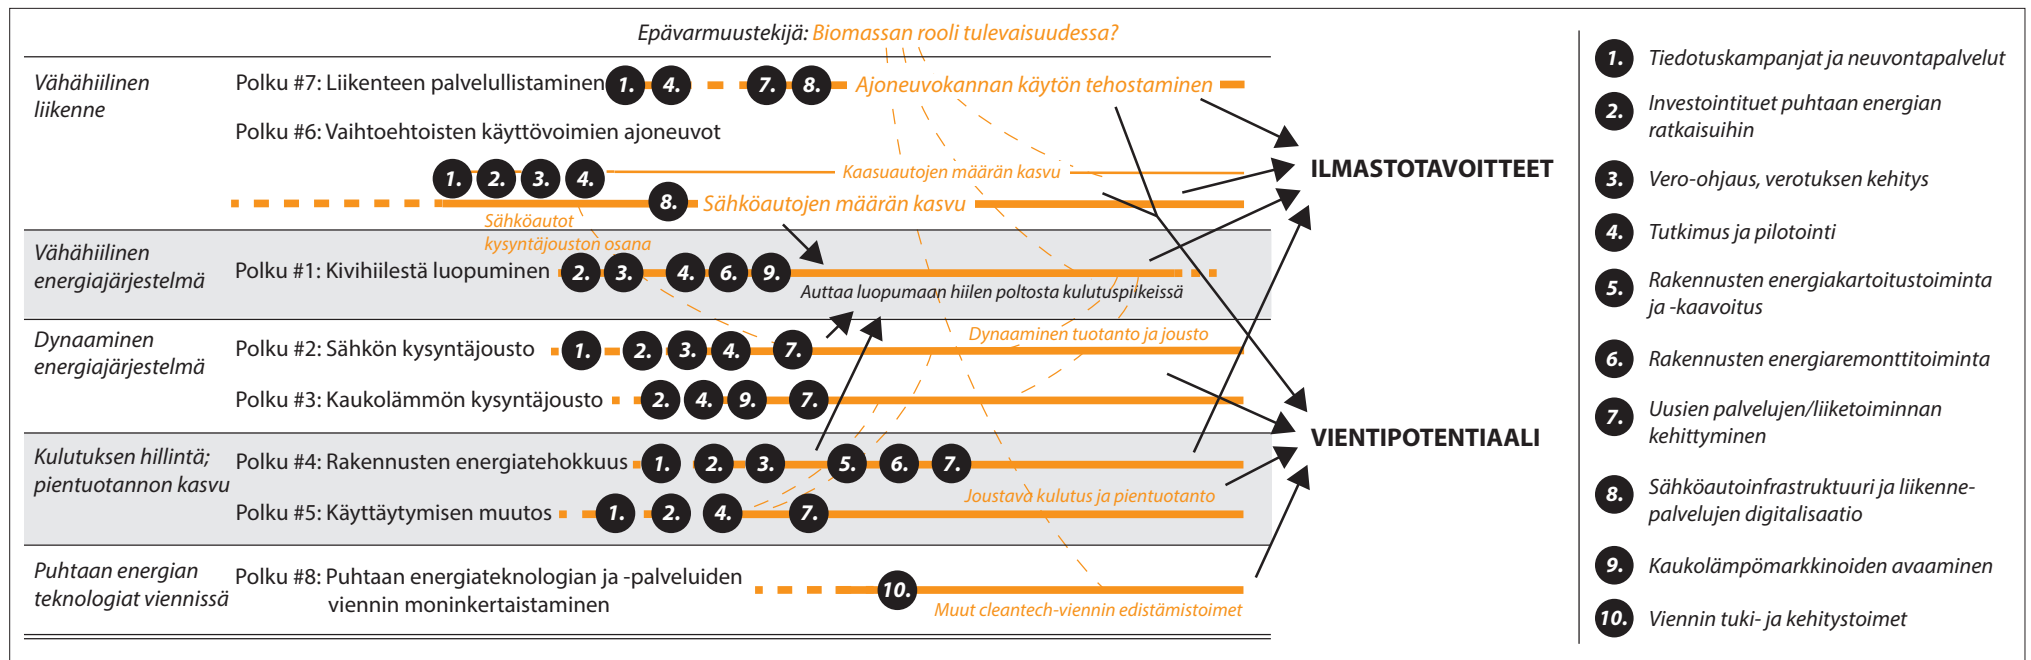 Epävarmuustekijä: Biomassan rooli tulevaisuudessa?
Vähähiilinen
liikenne
Polku #7: Liikenteen palvelullistaminen 1. 4. 7. 8. Ajoneuvokannan käytön tehostaminen
Polku #6: Vaihtoehtoisten käyttövoimien ajoneuvot
1. 2. 3. 4. Kaasuautojen määrän kasvu
8. Sähköautojen määrän kasvu
Sähköautot
kysyntäjouston osana
Vähähiilinen
energiajärjestelmä
Polku #1: Kivihiilestä luopuminen 2. 3. 4. 6. 9.
Auttaa luopumaan hiilen poltosta kulutuspiikeissä
Dynaaminen
energiajärjestelmä
Dynaaminen tuotanto ja jousto
Polku #2: Sähkön kysyntäjousto 1. 2. 3. 4. 7.
Polku #3: Kaukolämmön kysyntäjousto 2. 4. 9. 7.
Kulutuksen hillintä;
pientuotannon kasvu
Polku #4: Rakennusten energiatehokkuus 1. 2. 3. 5. 6. 7.
Joustava kulutus ja pientuotanto
Polku #5: Käyttäytymisen muutos 1. 2. 4. 7.
Puhtaan energian
teknologiat viennissä
Polku #8: Puhtaan energiateknologian ja -palveluiden
viennin moninkertaistaminen
10.
Muut cleantech-viennin edistämistoimet
ILMASTOTAVOITTEET
VIENTIPOTENTIAALI
1. Tiedotuskampanjat ja neuvontapalvelut
2. Investointituet puhtaan energian
ratkaisuihin
3. Vero-ohjaus, verotuksen kehitys
4. Tutkimus ja pilotointi
5. Rakennusten energiakartoitustoiminta
ja -kaavoitus
6. Rakennusten energiaremonttitoiminta
7. Uusien palvelujen/liiketoiminnan
kehittyminen
8. Sähköautoinfrastruktuuri ja liikenne-
palvelujen digitalisaatio
9. Kaukolämpömarkkinoiden avaaminen
10. Viennin tuki- ja kehitystoimet